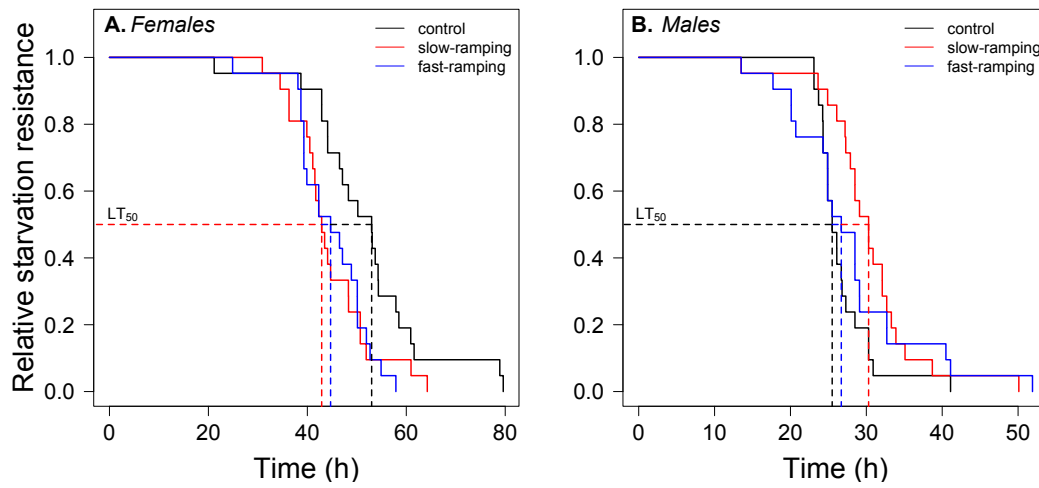 A. Females
control
slow-ramping
fast-ramping
Relative starvation resistance
1.0
0.8
0.6
0.4
0.2
0.0
LT50
0 20 40 60 80
Time (h)
B. Males
control
slow-ramping
fast-ramping
1.0
0.8
0.6
0.4
0.2
0.0
LT50
0 10 20 30 40 50
Time (h)